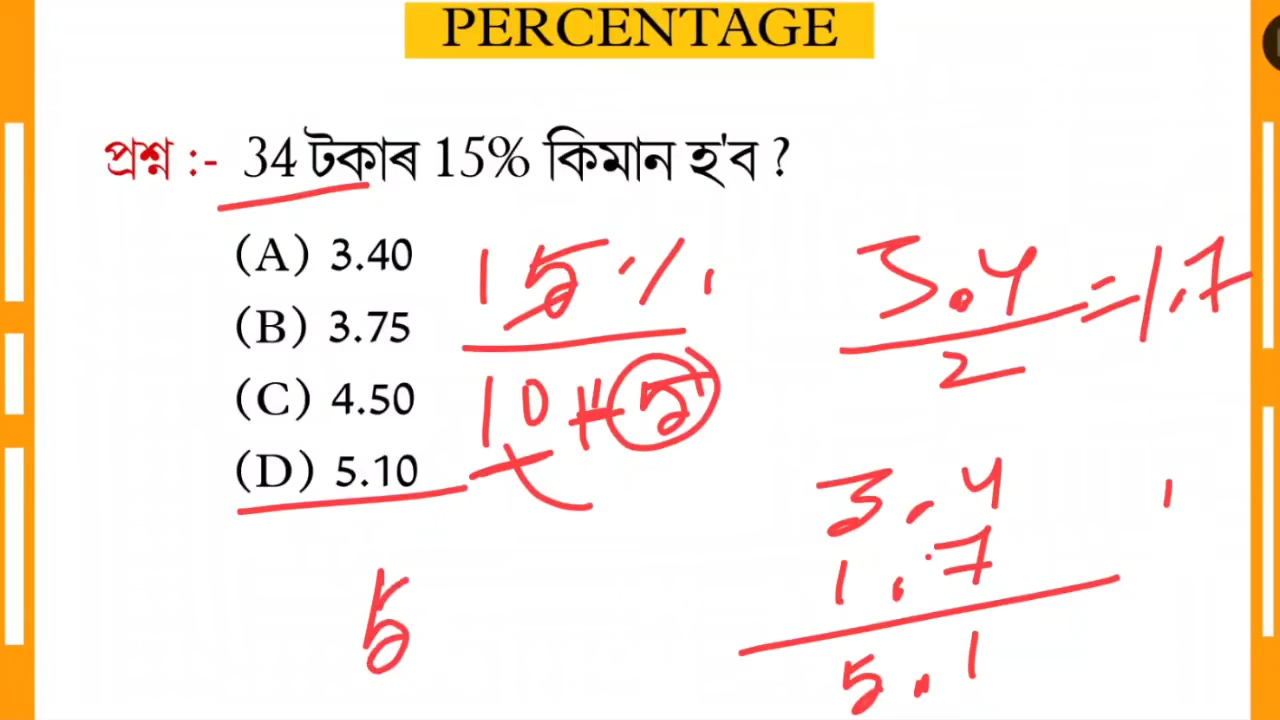 PERCENTAGE
প্ৰশ্ন :- 34 টকাৰ 15% কিমান হ'ব ?
(A) 3.40
(B) 3.75
(C) 4.50
(D) 5.10
15%
10 + 5
3.4 = 1.7
2
3.4
1.7
5.1
5